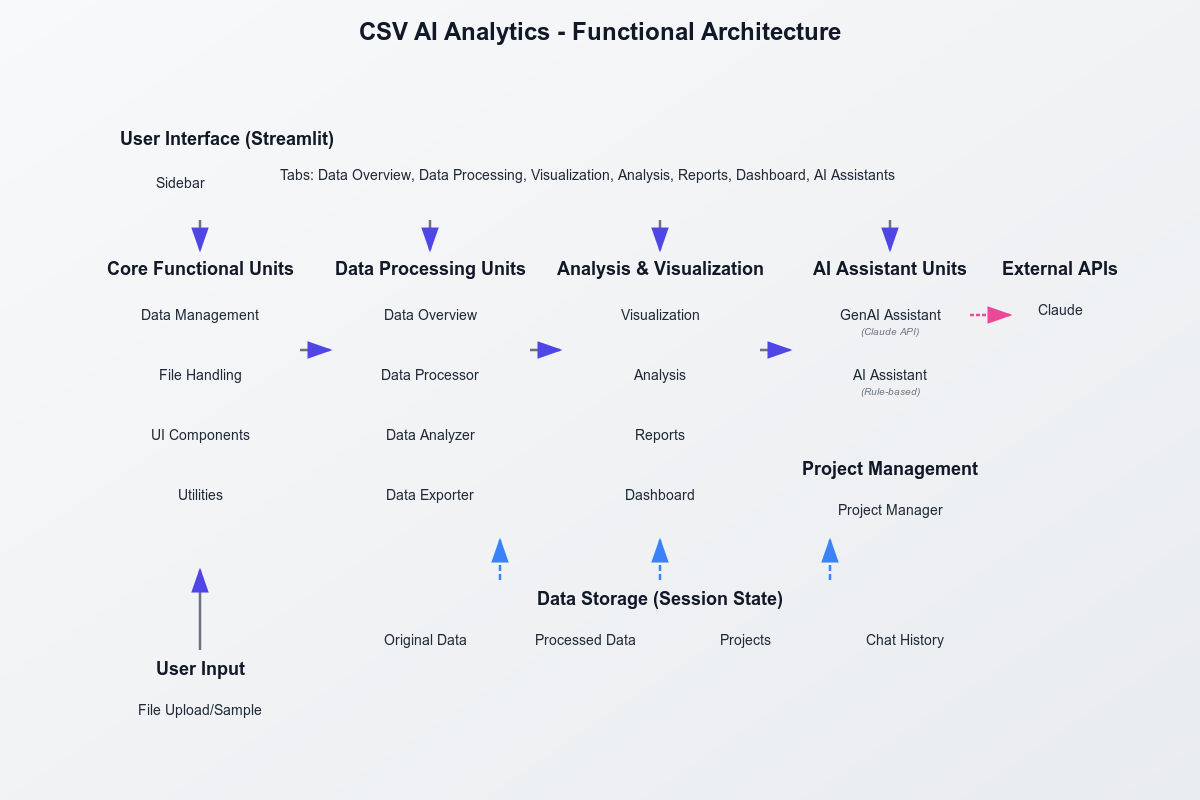 CSV AI Analytics - Functional Architecture
User Interface (Streamlit)
Sidebar
Tabs: Data Overview, Data Processing, Visualization, Analysis, Reports, Dashboard, AI Assistants
Core Functional Units
Data Management
File Handling
UI Components
Utilities
Data Processing Units
Data Overview
Data Processor
Data Analyzer
Data Exporter
Analysis & Visualization
Visualization
Analysis
Reports
Dashboard
AI Assistant Units
GenAI Assistant
(Claude API)
AI Assistant
(Rule-based)
External APIs
Claude
Project Management
Project Manager
Data Storage (Session State)
Original Data
Processed Data
Projects
Chat History
User Input
File Upload/Sample